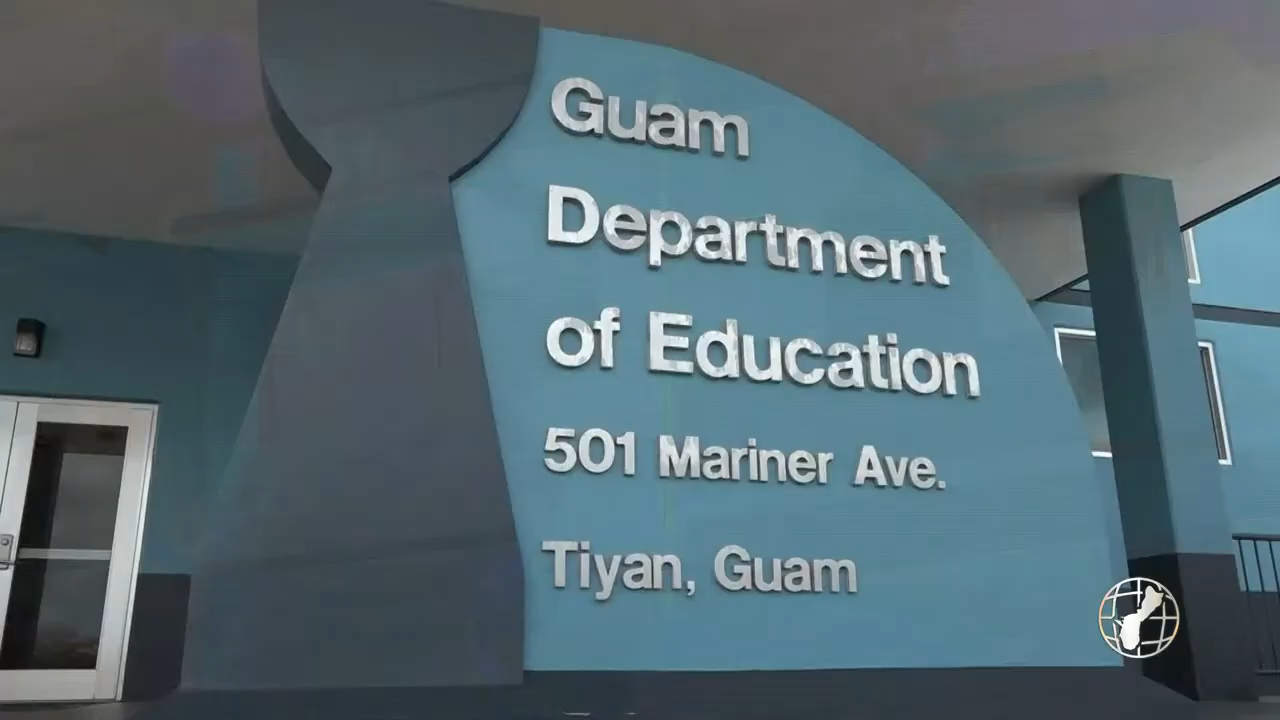 Guam
Department
of Education
501 Mariner Ave.
Tiyan, Guam